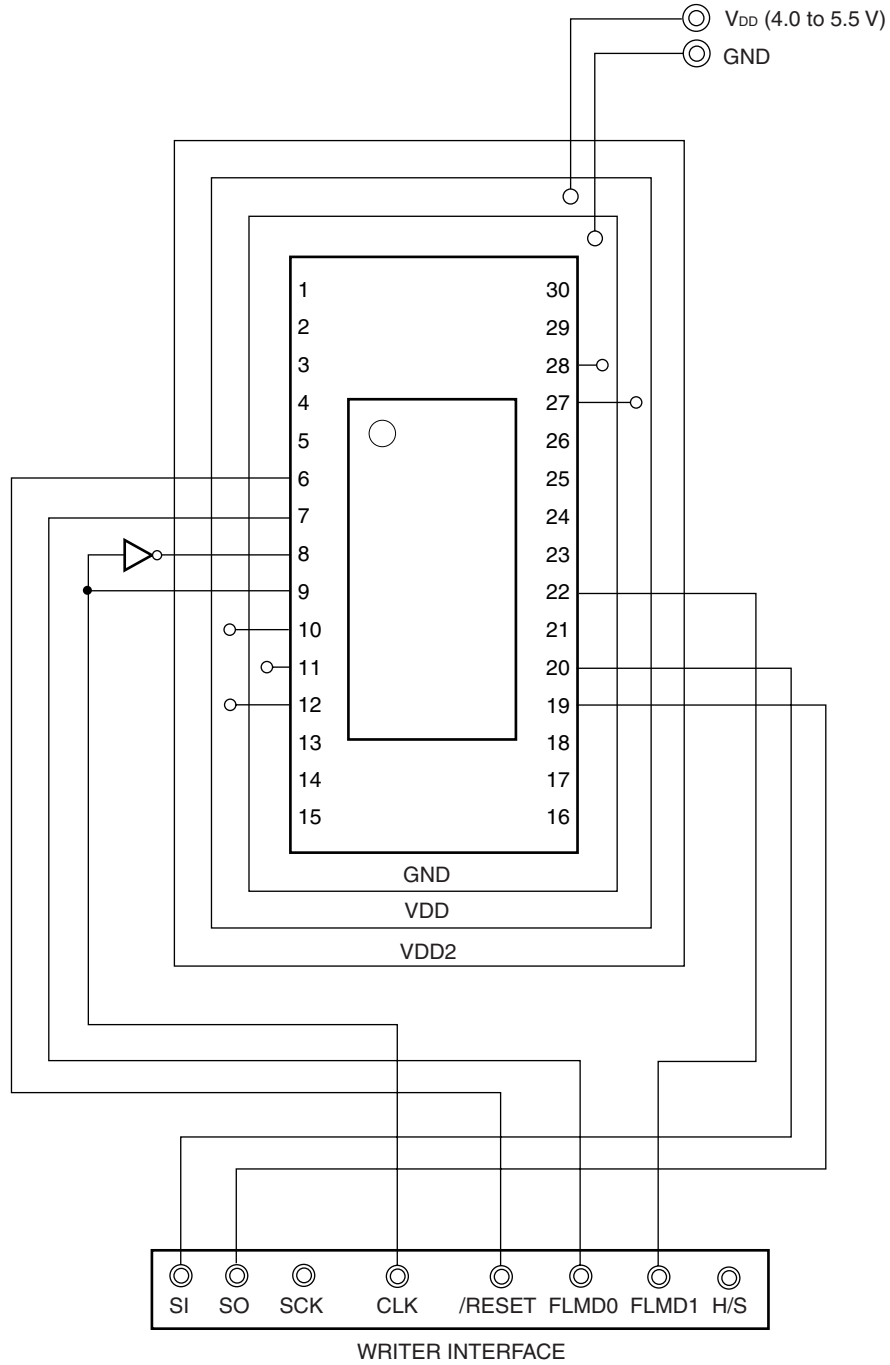 VDD (4.0 to 5.5 V)
GND
1 30
2 29
3 28
4 27
5 26
6 25
7 24
8 23
9 22
10 21
11 20
12 19
13 18
14 17
15 16
GND
VDD
VDD2
SI SO SCK CLK /RESET FLMD0 FLMD1 H/S
WRITER INTERFACE